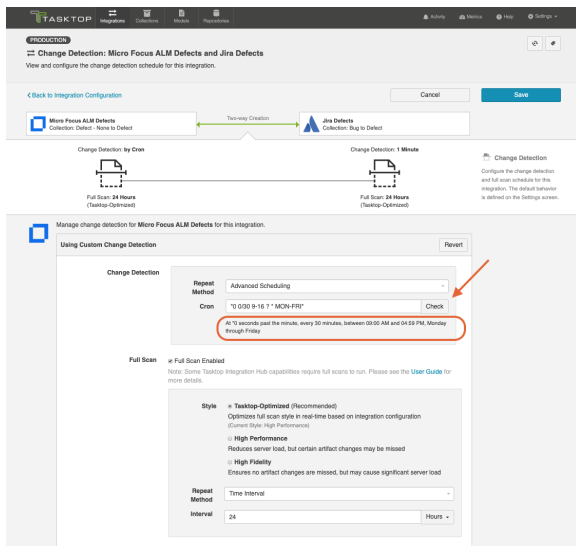 TASKTOP
Integrations
Collections
Models
Repositories
Activity
Metrics
Help
Settings
PRODUCTION
Change Detection: Micro Focus ALM Defects and Jira Defects
View and configure the change detection schedule for this integration.
Back to Integration Configuration
Cancel
Save
Micro Focus ALM Defects
Collection: Defect - None to Defect
Two-way Creation
Jira Defects
Collection: Bug to Defect
Change Detection: by Cron
Full Scan: 24 Hours
(Tasktop-Optimized)
Change Detection: 1 Minute
Full Scan: 24 Hours
(Tasktop-Optimized)
Change Detection
Configure the change detection
and full scan schedule for this
integration. The default behavior
is defined on the Settings screen.
Manage change detection for Micro Focus ALM Defects for this integration.
Using Custom Change Detection
Revert
Change Detection
Repeat
Method
Advanced Scheduling
Cron
"0 0/30 9-16 ? * MON-FRI"
Check
At "0 seconds past the minute, every 30 minutes, between 09:00 AM and 04:59 PM, Monday
through Friday
Full Scan
Full Scan Enabled
Note: Some Tasktop Integration Hub capabilities require full scans to run. Please see the User Guide for
more details.
Style
Tasktop-Optimized (Recommended)
Optimizes full scan style in real-time based on integration configuration
(Current Style: High Performance)
High Performance
Reduces server load, but certain artifact changes may be missed
High Fidelity
Ensures no artifact changes are missed, but may cause significant server load
Repeat
Method
Time Interval
Interval
24
Hours